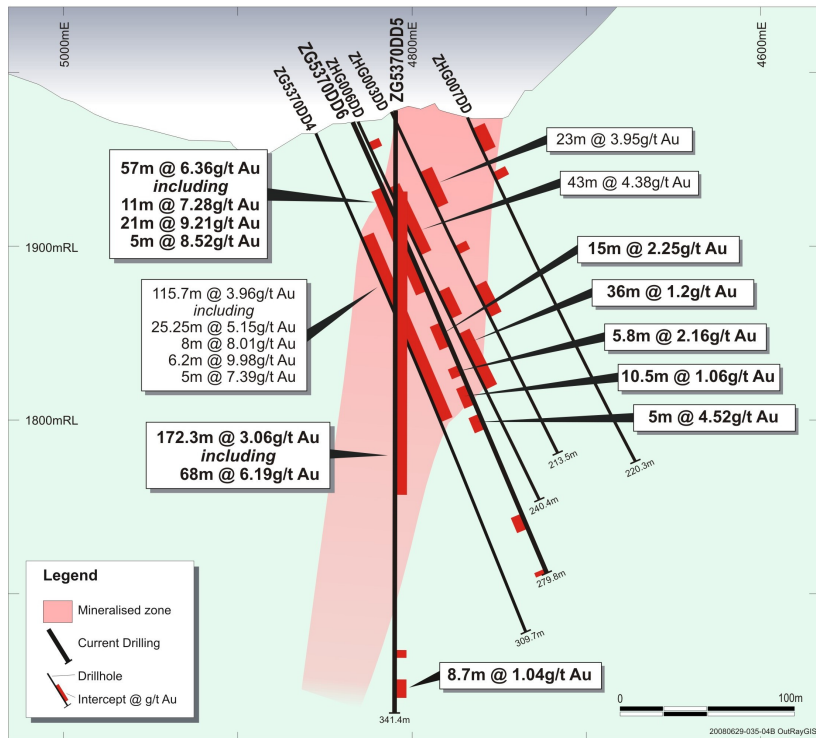 5000mE
4800mE
4600mE
ZG5370DD4
ZG5370DD6
ZHG006DD
ZHG003DD
ZG5370DD5
ZHG007DD
57m @ 6.36g/t Au
including
11m @ 7.28g/t Au
21m @ 9.21g/t Au
5m @ 8.52g/t Au
23m @ 3.95g/t Au
43m @ 4.38g/t Au
1900mRL
15m @ 2.25g/t Au
36m @ 1.2g/t Au
115.7m @ 3.96g/t Au
including
25.25m @ 5.15g/t Au
8m @ 8.01g/t Au
6.2m @ 9.98g/t Au
5m @ 7.39g/t Au
5.8m @ 2.16g/t Au
10.5m @ 1.06g/t Au
1800mRL
5m @ 4.52g/t Au
172.3m @ 3.06g/t Au
including
68m @ 6.19g/t Au
213.5m
220.3m
240.4m
279.8m
309.7m
341.4m
8.7m @ 1.04g/t Au
Legend
Mineralised zone
Current Drilling
Drillhole
Intercept @ g/t Au
0
100m
20080629-035-04B OutRayGIS